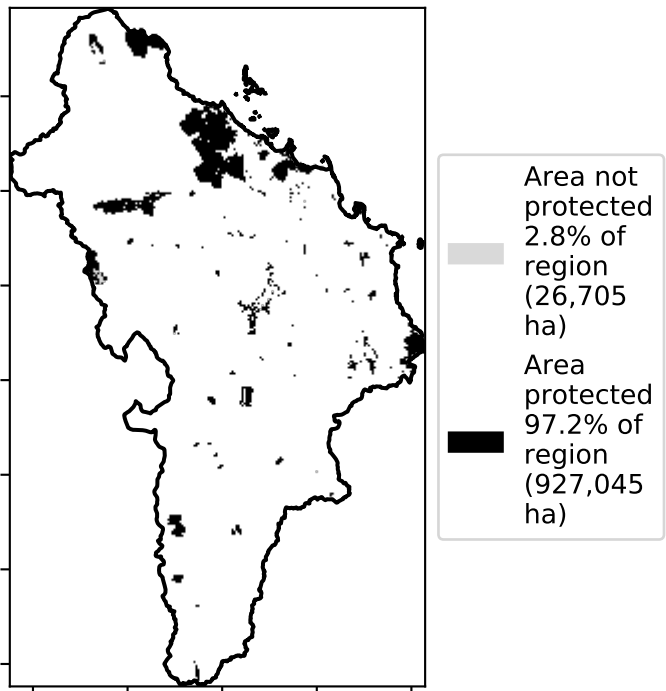 Area not
protected
2.8% of
region
(26,705
ha)
Area
protected
97.2% of
region
(927,045
ha)